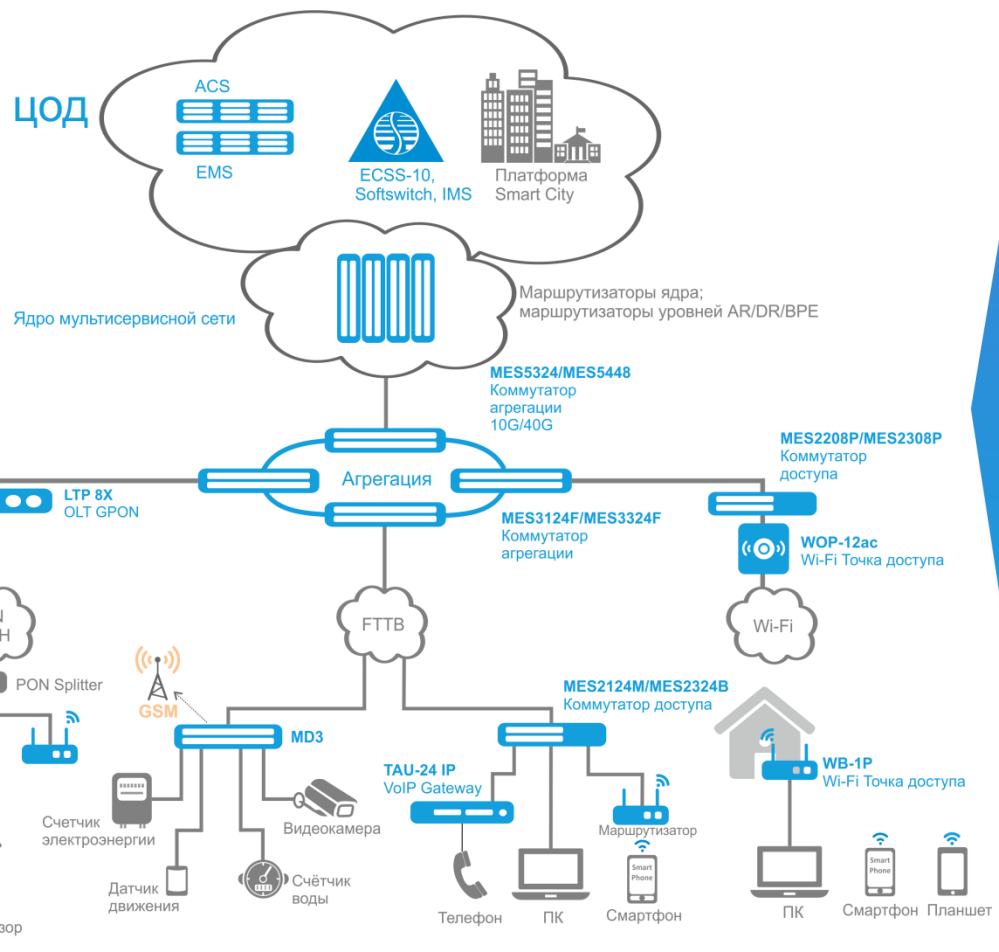 ЦОД
ACS
EMS
ECSS-10,
Softswitch, IMS
Платформа
Smart City
Ядро мультисервисной сети
Маршрутизаторы ядра;
маршрутизаторы уровней AR/DR/BPE
MES5324/MES5448
Коммутатор
агрегации
10G/40G
Агрегация
MES2208P/MES2308P
Коммутатор
доступа
LTP 8X
OLT GPON
MES3124F/MES3324F
Коммутатор
агрегации
WOP-12ac
Wi-Fi Точка доступа
N
H
FTTB
Wi-Fi
PON Splitter
GSM
MD3
MES2124M/MES2324B
Коммутатор доступа
TAU-24 IP
VoIP Gateway
WB-1P
Wi-Fi Точка доступа
Счетчик
электроэнергии
Видеокамера
Маршрутизатор
Датчик
движения
Счётчик
воды
Телефон
ПК
Smart
Phone
Смартфон
ПК
Smart
Phone
Смартфон
Планшет
зор